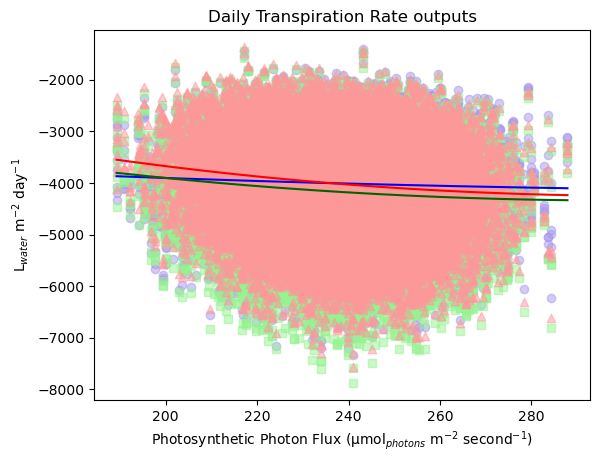 Daily Transpiration Rate outputs
−2000
−3000
−4000
−5000
−6000
−7000
−8000
L$_{water}$ m$^{−2}$ day$^{−1}$
200 220 240 260 280
Photosynthetic Photon Flux (μmol$_{photons}$ m$^{−2}$ second$^{−1}$)